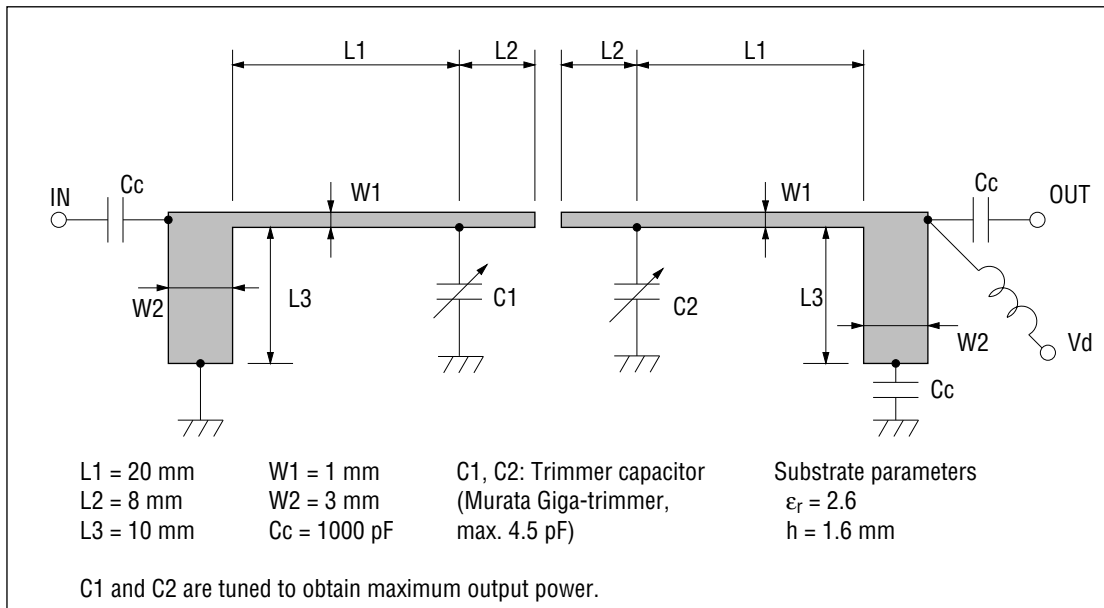 L1
L2
L2
L1
IN
Cc
W1
W1
Cc
OUT
W2
L3
C1
C2
L3
W2
Vd
Cc
L1 = 20 mm
L2 = 8 mm
L3 = 10 mm
W1 = 1 mm
W2 = 3 mm
Cc = 1000 pF
C1, C2: Trimmer capacitor
(Murata Giga-trimmer,
max. 4.5 pF)
Substrate parameters
εr = 2.6
h = 1.6 mm
C1 and C2 are tuned to obtain maximum output power.